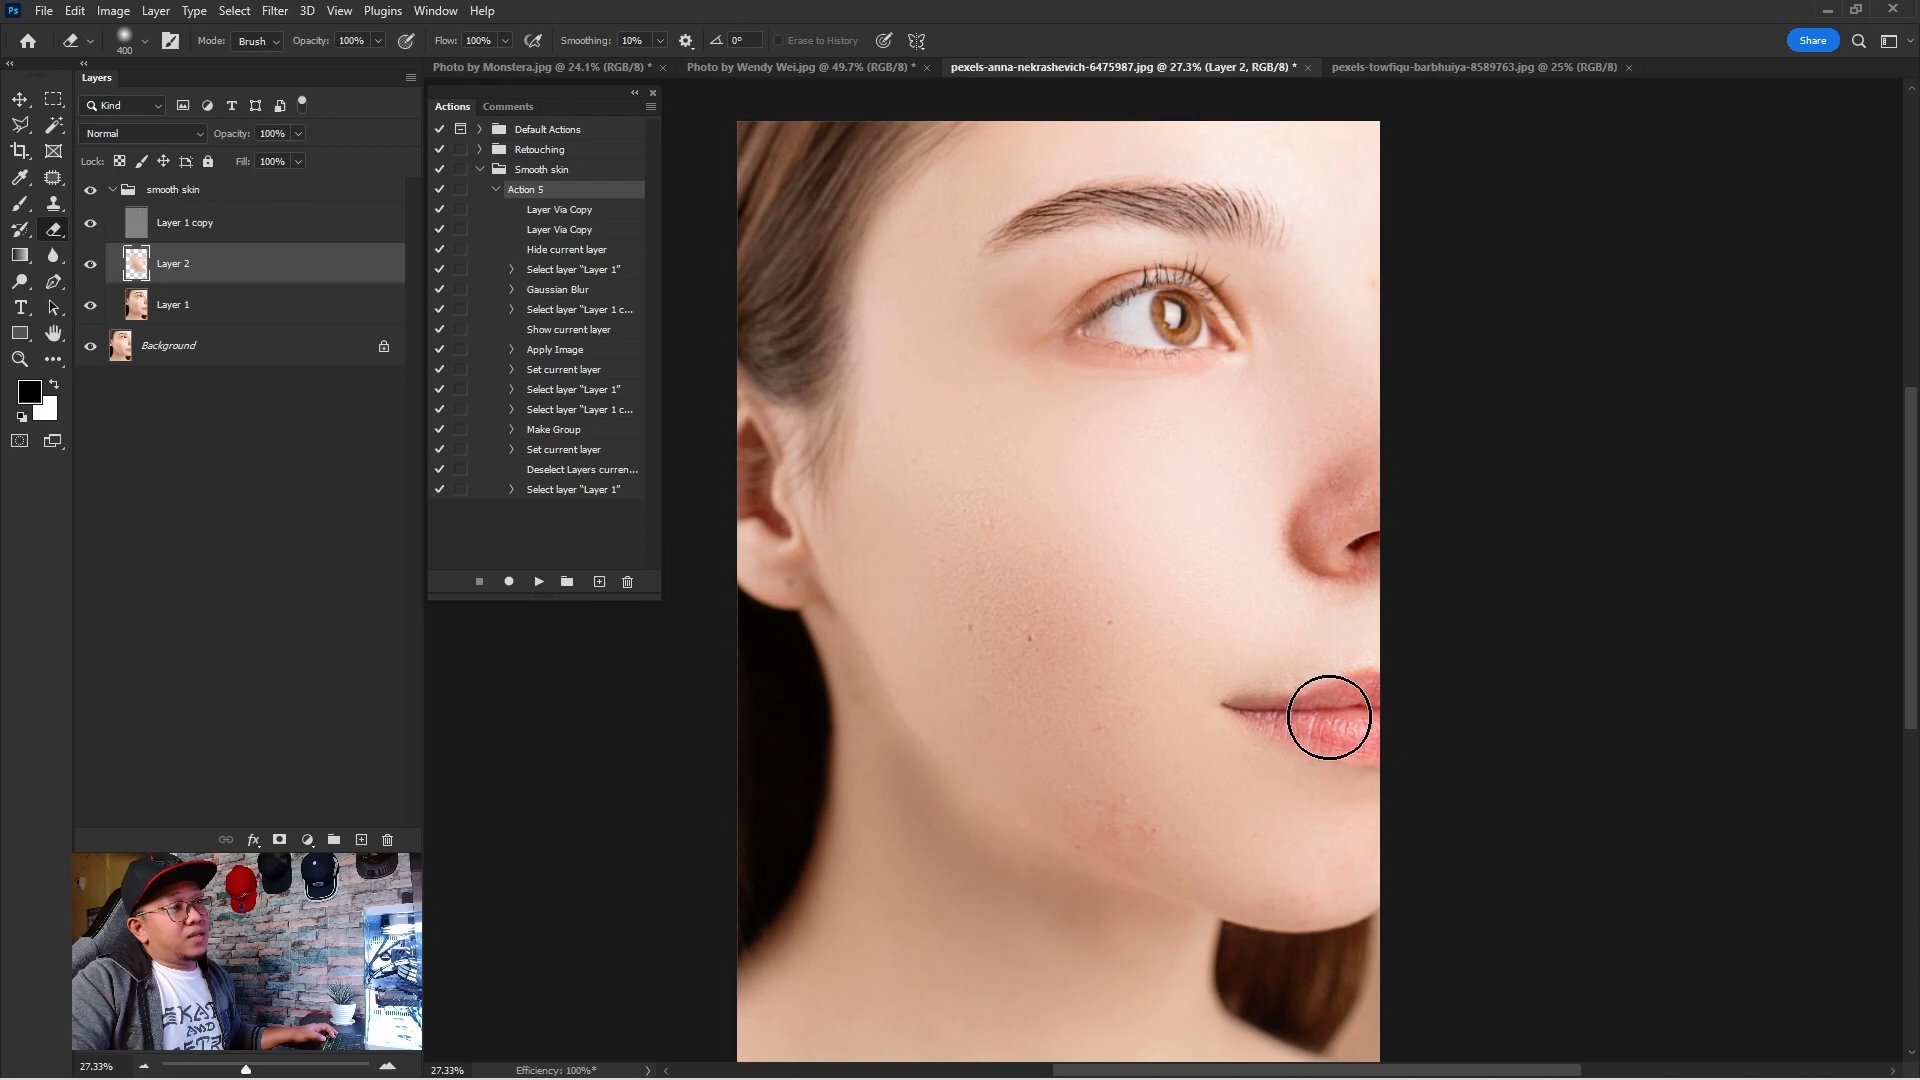 Ps File Edit Image Layer Type Select Filter 3D View Plugins Window Help
400 Mode: Brush Opacity: 100% Flow: 100% Smoothing: 10% 0° Erase to History Share
Photo by Monstera.jpg @ 24.1% (RGB/8) * Photo by Wendy Wei.jpg @ 49.7% (RGB/8) * pexels-anna-nekrashevich-6475987.jpg @ 27.3% (Layer 2, RGB/8) * pexels-towfiqu-barbhuiya-8589763.jpg @ 25% (RGB/8)
Layers
Kind
Normal Opacity: 100%
Lock: Fill: 100%
smooth skin
Layer 1 copy
Layer 2
Layer 1
Background
Actions Comments
Default Actions
Retouching
Smooth skin
Action 5
Layer Via Copy
Layer Via Copy
Hide current layer
Select layer "Layer 1"
Gaussian Blur
Select layer "Layer 1 c...
Show current layer
Apply Image
Set current layer
Select layer "Layer 1"
Select layer "Layer 1 c...
Make Group
Set current layer
Deselect Layers curren...
Select layer "Layer 1"
fx
AND
27.33%
27.33% Efficiency: 100%*